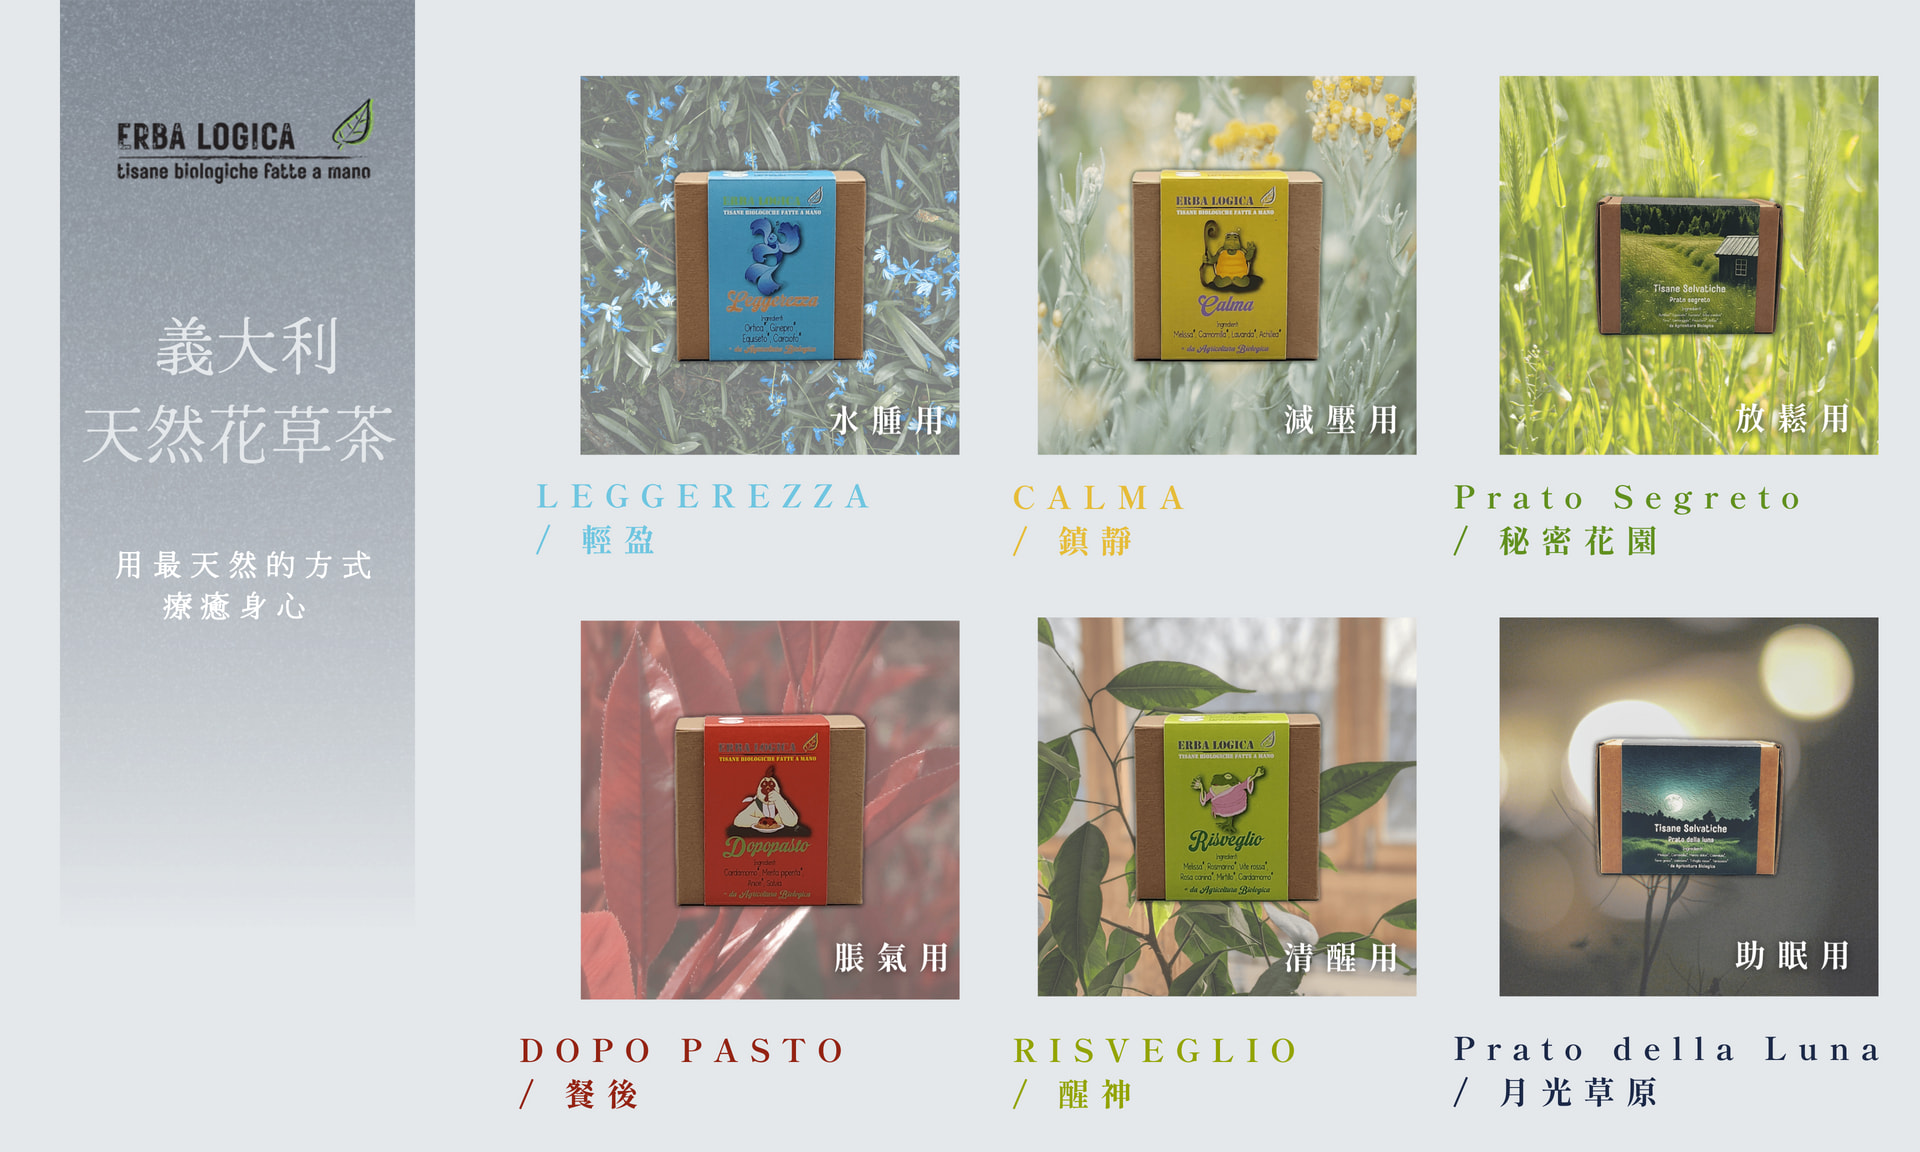 ERBA LOGICA
tisane biologiche fatte a mano
義大利
天然花草茶
用最天然的方式
療癒身心
ERBA LOGICA
TISANE BIOLOGICHE FATTE A MANO
Leggerezza
Ingredienti
Ortica* Ginepro*
Equiseto*, Carciofo*
* da Agricoltura Biologica
水腫用
LEGGEREZZA
/ 輕盈
ERBA LOGICA
TISANE BIOLOGICHE FATTE A MANO
Calma
Ingredienti
Melissa*, Camomilla*, Lavanda*, Achillea*
* da Agricoltura Biologica
減壓用
CALMA
/ 鎮靜
Tisane Selvatiche
Prato segreto
* da Agricoltura Biologica
放鬆用
Prato Segreto
/ 秘密花園
ERBA LOGICA
TISANE BIOLOGICHE FATTE A MANO
Dopopasto
Ingredienti
Cardamomo*, Menta piperita*,
Anice*, Salvia
* da Agricoltura Biologica
脹氣用
DOPO PASTO
/ 餐後
ERBA LOGICA
TISANE BIOLOGICHE FATTE A MANO
Risveglio
Ingredienti
Melissa*, Rosmarino*, Vite rossa*,
Rosa canina*, Mirtillo*, Cardamomo*
* da Agricoltura Biologica
清醒用
RISVEGLIO
/ 醒神
Tisane Selvatiche
Prato della luna
* da Agricoltura Biologica
助眠用
Prato della Luna
/ 月光草原